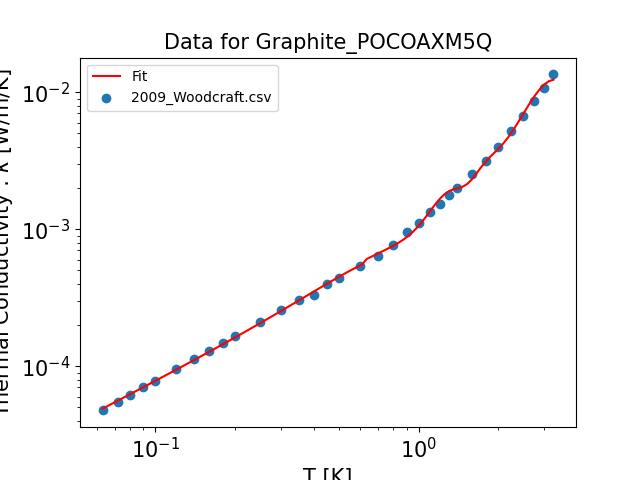 Data for Graphite_POCOAXM5Q
Fit
2009_Woodcraft.csv
Thermal Conductivity : k [W/m/K]
10⁻²
10⁻³
10⁻⁴
10⁻¹
10⁰
T [K]